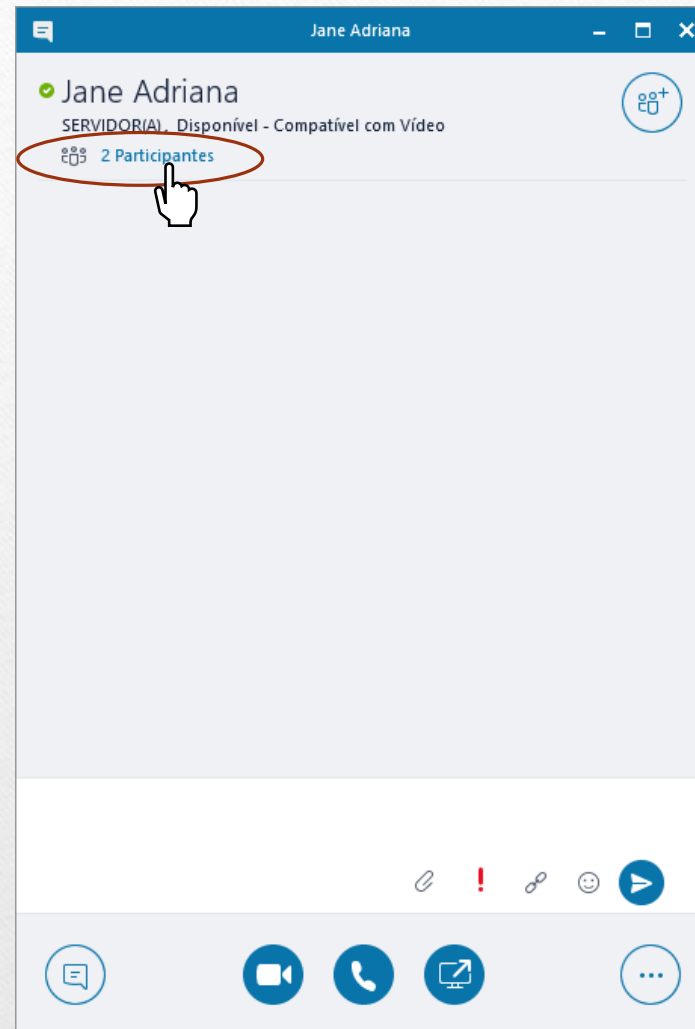 Jane Adriana
Jane Adriana
SERVIDOR(A), Disponível - Compatível com Vídeo
2 Participantes